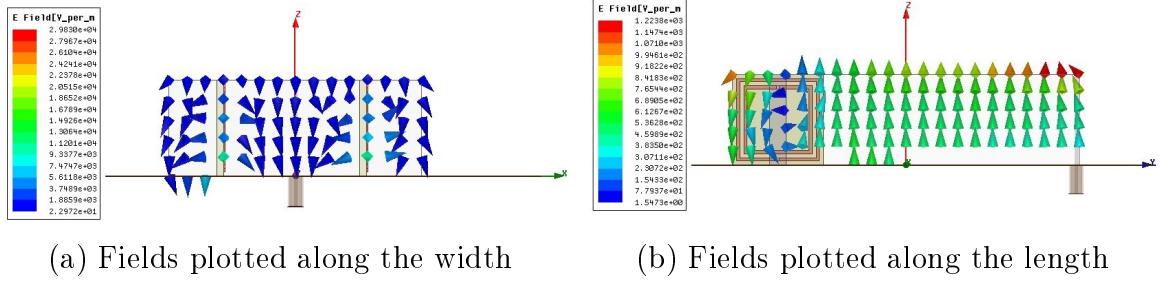 E Field[V_per_m
2.9830e+04
2.7967e+04
2.6104e+04
2.4241e+04
2.2378e+04
2.0515e+04
1.8652e+04
1.6789e+04
1.4926e+04
1.3064e+04
1.1201e+04
9.3377e+03
7.4747e+03
5.6118e+03
3.7489e+03
1.8859e+03
2.2972e+01
Z
X
E Field[V_per_m
1.2238e+03
1.1474e+03
1.0710e+03
9.9461e+02
9.1822e+02
8.4183e+02
7.6544e+02
6.8905e+02
6.1267e+02
5.3628e+02
4.5989e+02
3.8350e+02
3.0711e+02
2.3072e+02
1.5433e+02
7.7937e+01
1.5473e+00
Z
(a) Fields plotted along the width
(b) Fields plotted along the length